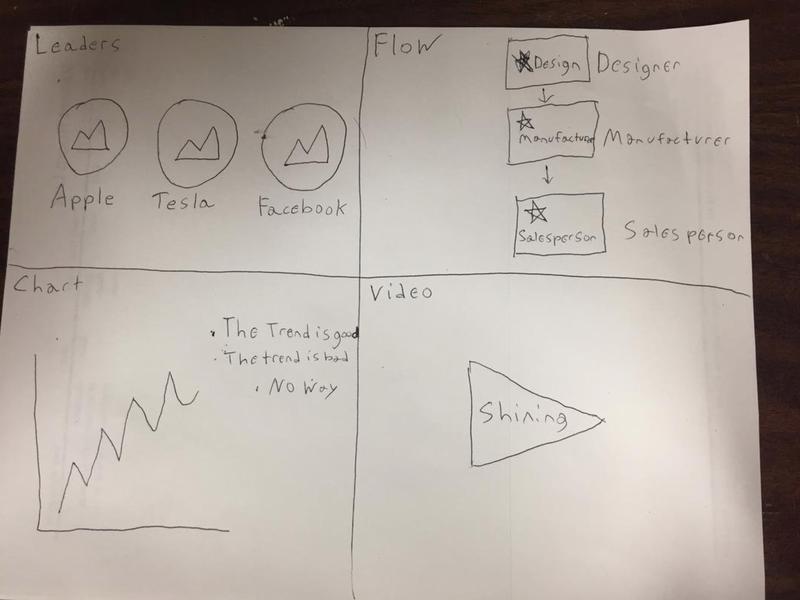 Leaders
Apple
Tesla
Facebook
Flow
Design
Designer
Manufacturer
Manufacturer
Salesperson
Salesperson
Chart
• The Trend is good
• The trend is bad
• No Way
Video
Shining